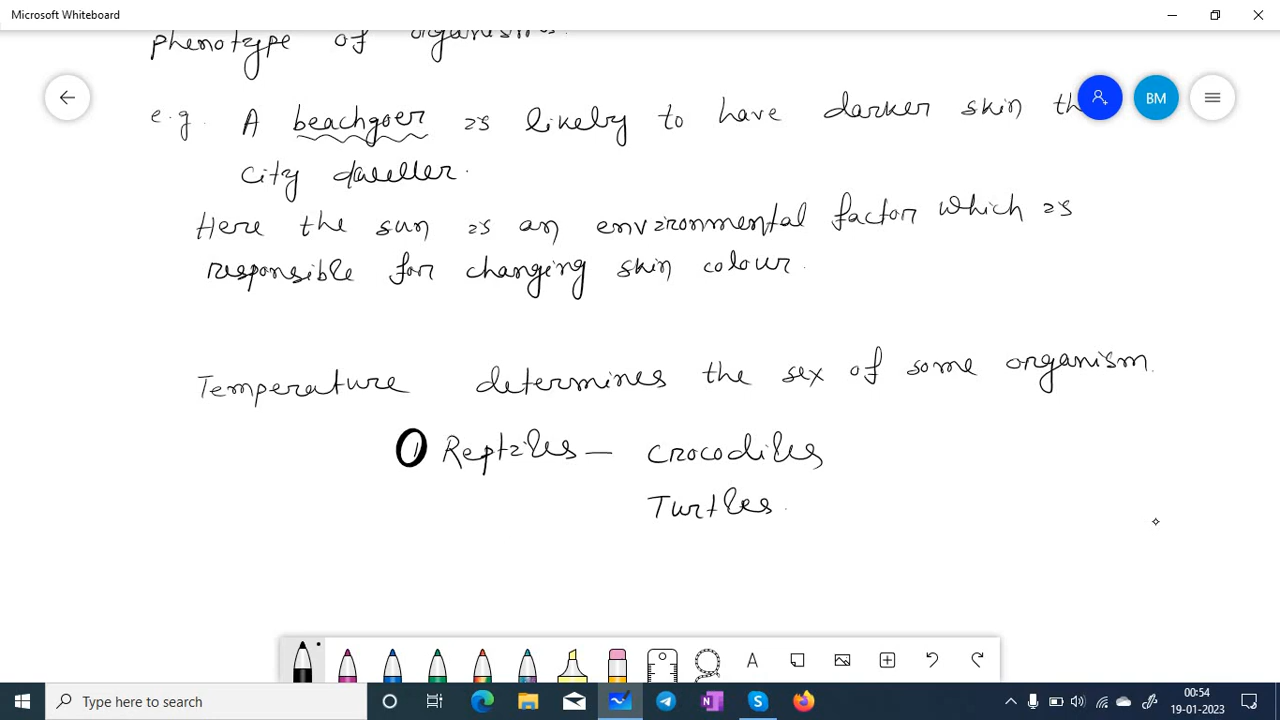 Microsoft Whiteboard
phenotype of organisms.
e.g. A beachgoer is likely to have darker skin
BM
city dweller.
Here the sun is an environmental factor which is
responsible for changing skin colour.
Temperature determines the sex of some organism.
① Reptiles — crocodiles
Turtles.
A
Type here to search
00:54
19-01-2023